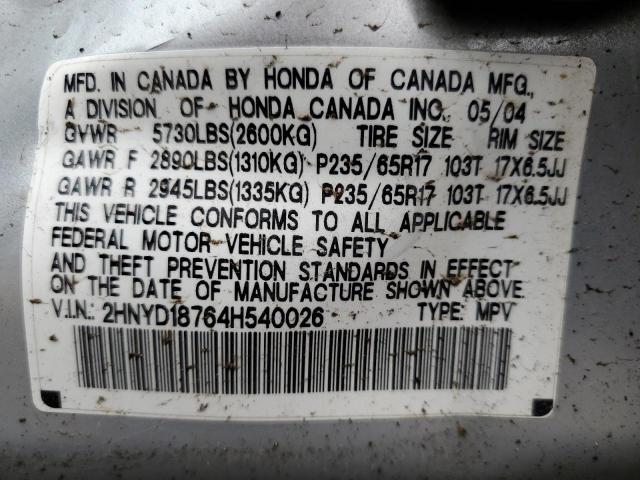 MFD. IN CANADA BY HONDA OF CANADA MFG.,
A DIVISION OF HONDA CANADA INC. 05/04
GVWR 5730LBS(2600KG) TIRE SIZE RIM SIZE
GAWR F 2890LBS(1310KG) P235/65R17 103T 17X6.5JJ
GAWR R 2945LBS(1335KG) P235/65R17 103T 17X6.5JJ
THIS VEHICLE CONFORMS TO ALL APPLICABLE
FEDERAL MOTOR VEHICLE SAFETY
AND THEFT PREVENTION STANDARDS IN EFFECT
ON THE DATE OF MANUFACTURE SHOWN ABOVE.
V.I.N.: 2HNYD18764H540026 TYPE: MPV